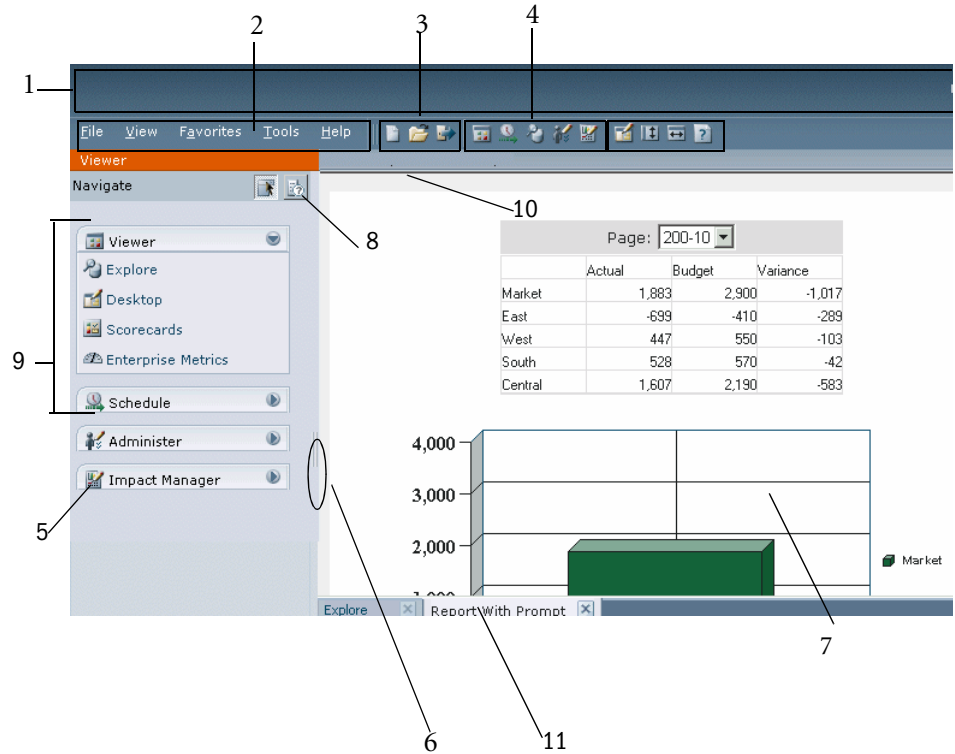 2
3
4
1
File View Favorites Tools Help
Viewer
Navigate
10
8
Page: 200-10
Viewer
Explore
Desktop
Scorecards
Enterprise Metrics
9
Schedule
Administer
Impact Manager
5
Actual Budget Variance
Market 1,883 2,900 -1,017
East -699 -410 -289
West 447 550 -103
South 528 570 -42
Central 1,607 2,190 -583
4,000
3,000
2,000
1,000
Market
Explore
Report With Prompt
7
6
11